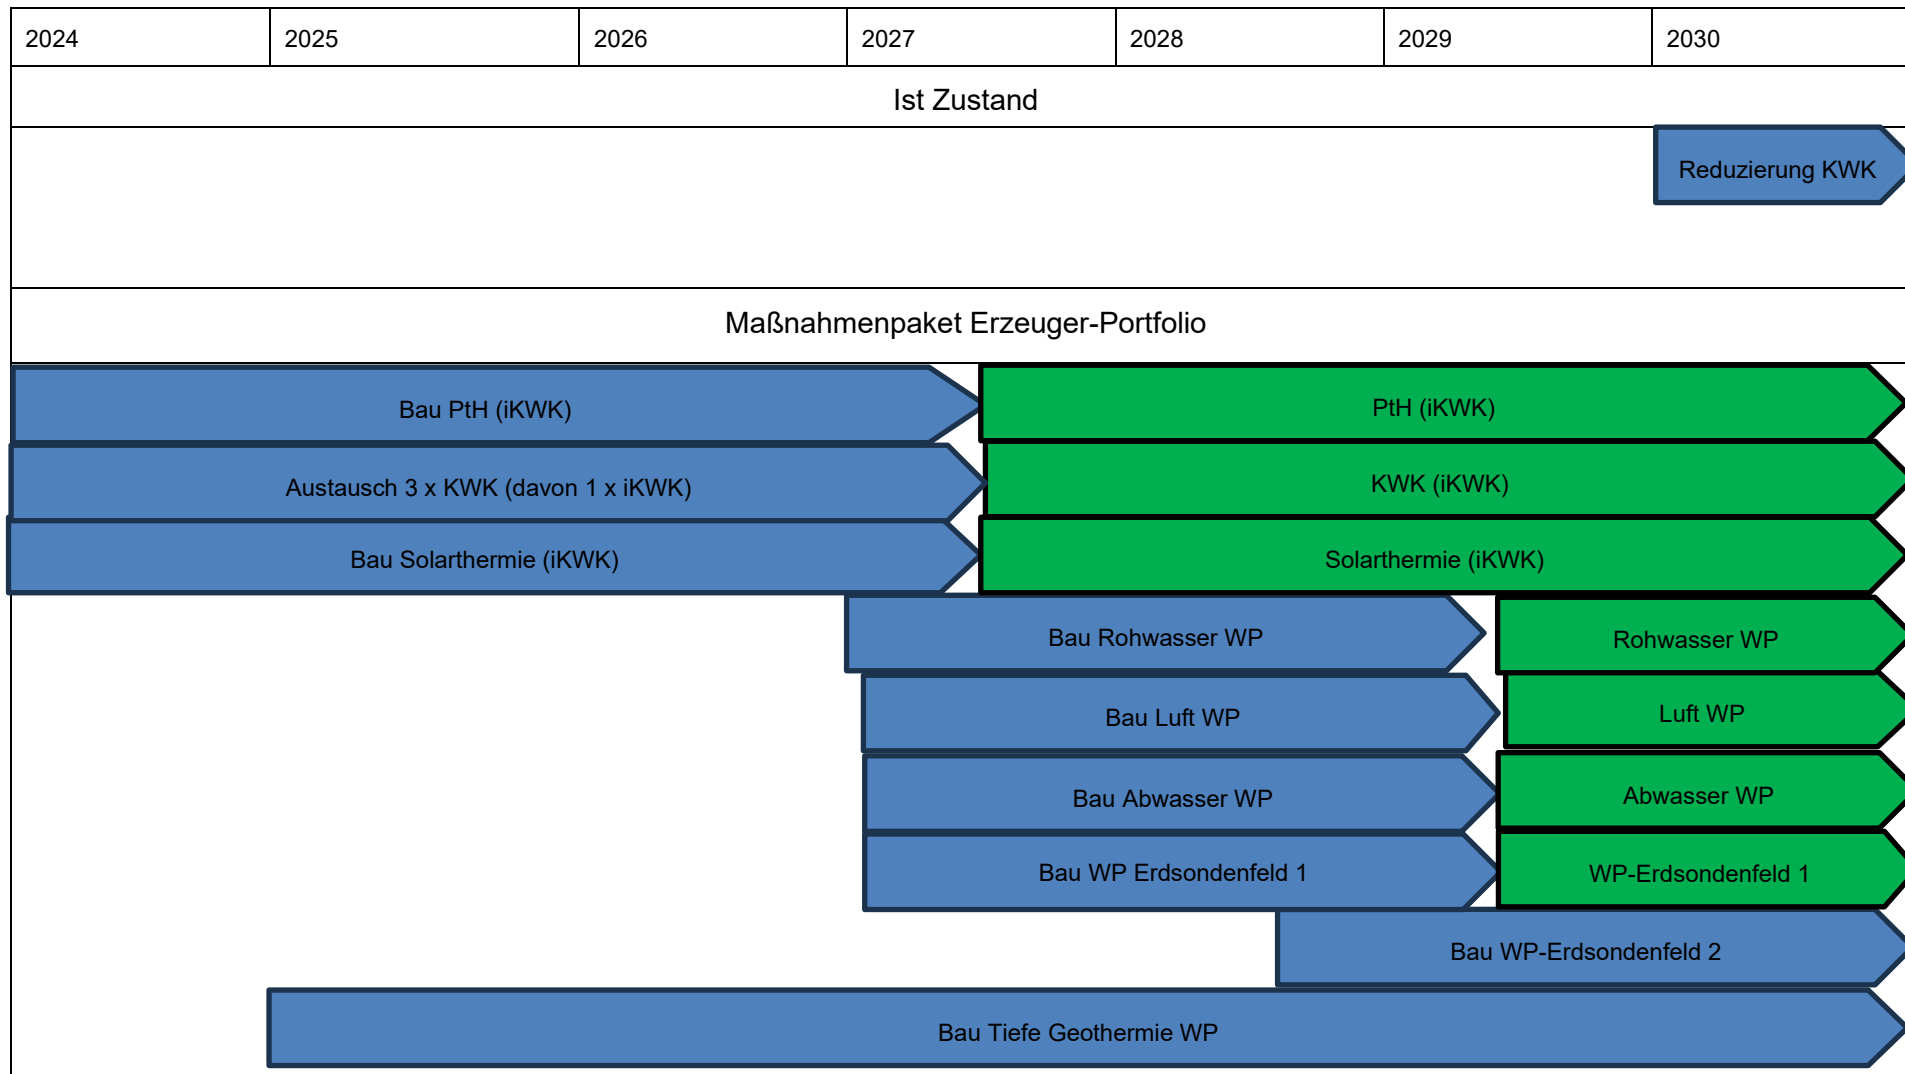 2024 2025 2026 2027 2028 2029 2030
Ist Zustand
Reduzierung KWK
Maßnahmenpaket Erzeuger-Portfolio
Bau PtH (iKWK) PtH (iKWK)
Austausch 3 x KWK (davon 1 x iKWK) KWK (iKWK)
Bau Solarthermie (iKWK) Solarthermie (iKWK)
Bau Rohwasser WP Rohwasser WP
Bau Luft WP Luft WP
Bau Abwasser WP Abwasser WP
Bau WP Erdsondenfeld 1 WP-Erdsondenfeld 1
Bau WP-Erdsondenfeld 2
Bau Tiefe Geothermie WP